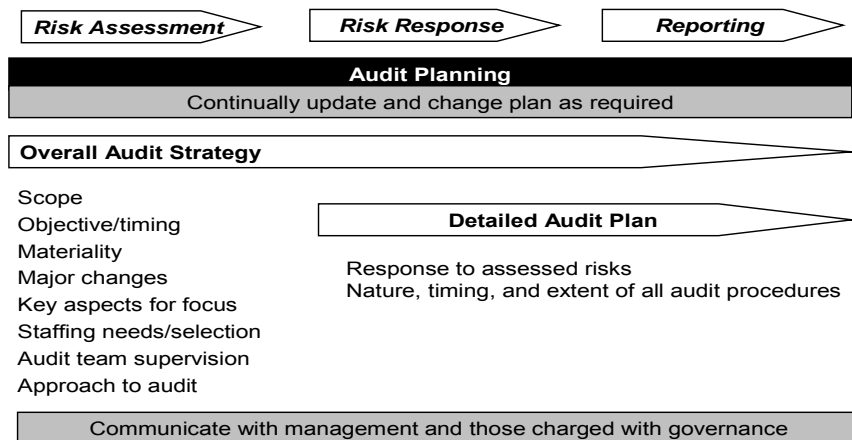 Risk Assessment
Risk Response
Reporting
Audit Planning
Continually update and change plan as required
Overall Audit Strategy
Scope
Objective/timing
Materiality
Major changes
Key aspects for focus
Staffing needs/selection
Audit team supervision
Approach to audit
Detailed Audit Plan
Response to assessed risks
Nature, timing, and extent of all audit procedures
Communicate with management and those charged with governance